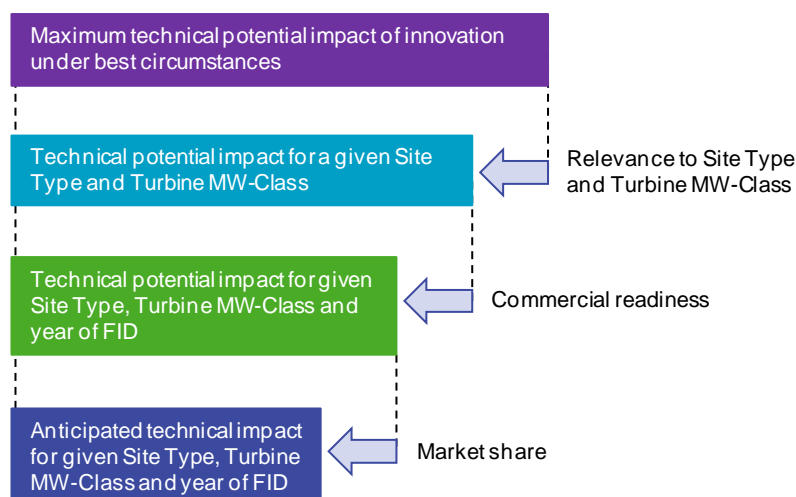 Maximum technical potential impact of innovation
under best circumstances
Technical potential impact for a given Site
Type and Turbine MW-Class
Relevance to Site Type
and Turbine MW-Class
Technical potential impact for given
Site Type, Turbine MW-Class and
year of FID
Commercial readiness
Anticipated technical impact
for given Site Type, Turbine
MW-Class and year of FID
Market share